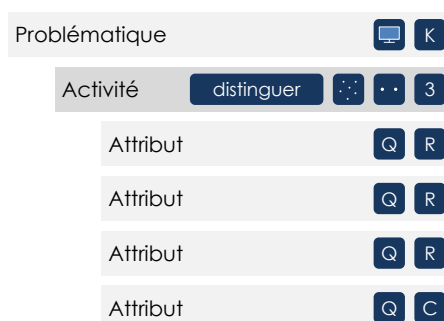 Problématique K
Activité distinguer 3
Attribut Q R
Attribut Q R
Attribut Q R
Attribut Q C